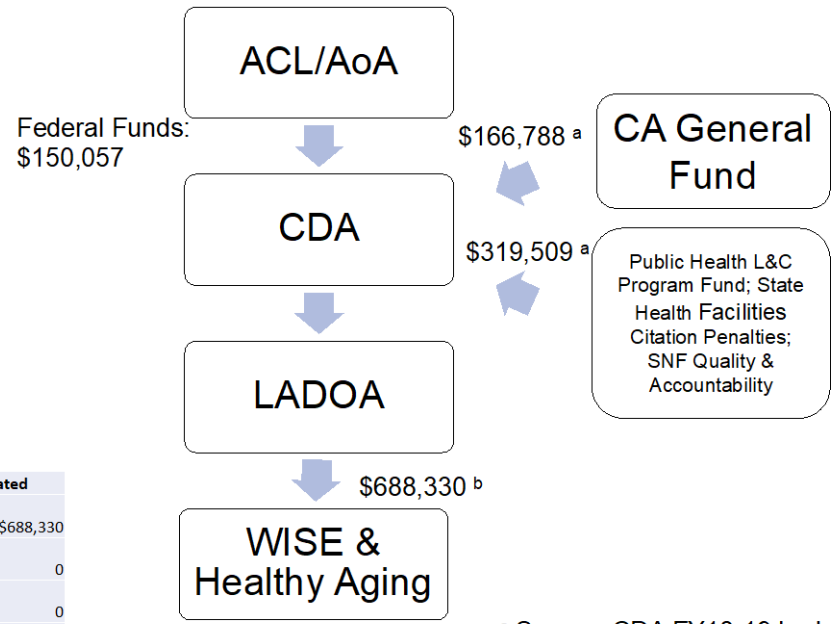 ACL/AoA
Federal Funds:
$150,057
$166,788 a
CA General
Fund
CDA
$319,509 a
Public Health L&C
Program Fund; State
Health Facilities
Citation Penalties;
SNF Quality &
Accountability
LADOA
$688,330 b
ated
$688,330
0
0
WISE &
Healthy Aging